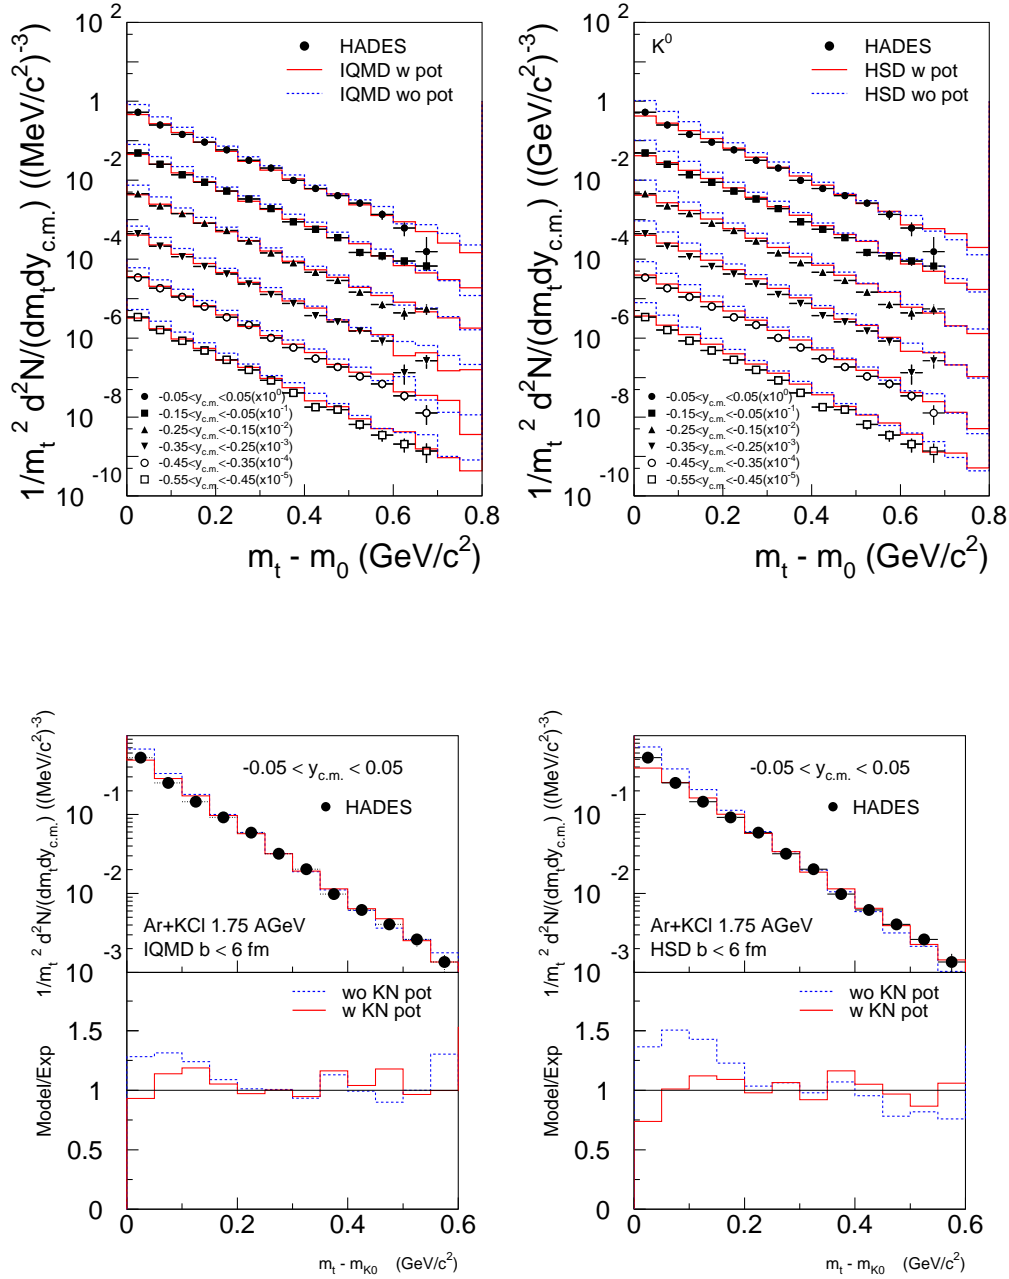 10 2
1
10 -2
10 -4
10 -6
10 -8
10 -10
1/m_t ^2 d^2N/(dm_tdy_c.m.) ((MeV/c^2)^-3)
HADES
IQMD w pot
IQMD wo pot
-0.05<y_c.m.<0.05(x10^0)
-0.15<y_c.m.<-0.05(x10^-1)
-0.25<y_c.m.<-0.15(x10^-2)
-0.35<y_c.m.<-0.25(x10^-3)
-0.45<y_c.m.<-0.35(x10^-4)
-0.55<y_c.m.<-0.45(x10^-5)
0 0.2 0.4 0.6 0.8
m_t - m_0 (GeV/c^2)
10 2
1
10 -2
10 -4
10 -6
10 -8
10 -10
1/m_t ^2 d^2N/(dm_tdy_c.m.) ((GeV/c^2)^-3)
K^0
HADES
HSD w pot
HSD wo pot
-0.05<y_c.m.<0.05(x10^0)
-0.15<y_c.m.<-0.05(x10^-1)
-0.25<y_c.m.<-0.15(x10^-2)
-0.35<y_c.m.<-0.25(x10^-3)
-0.45<y_c.m.<-0.35(x10^-4)
-0.55<y_c.m.<-0.45(x10^-5)
0 0.2 0.4 0.6 0.8
m_t - m_0 (GeV/c^2)
1/m_t ^2 d^2N/(dm_tdy_c.m.) ((MeV/c^2)^-3)
10 -1
10 -2
10 -3
-0.05 < y_c.m. < 0.05
HADES
Ar+KCl 1.75 AGeV
IQMD b < 6 fm
Model/Exp
1.5
1
0.5
0
wo KN pot
w KN pot
0 0.2 0.4 0.6
m_t - m_K0 (GeV/c^2)
1/m_t ^2 d^2N/(dm_tdy_c.m.) ((MeV/c^2)^-3)
10 -1
10 -2
10 -3
-0.05 < y_c.m. < 0.05
HADES
Ar+KCl 1.75 AGeV
HSD b < 6 fm
Model/Exp
1.5
1
0.5
0
wo KN pot
w KN pot
0 0.2 0.4 0.6
m_t - m_K0 (GeV/c^2)